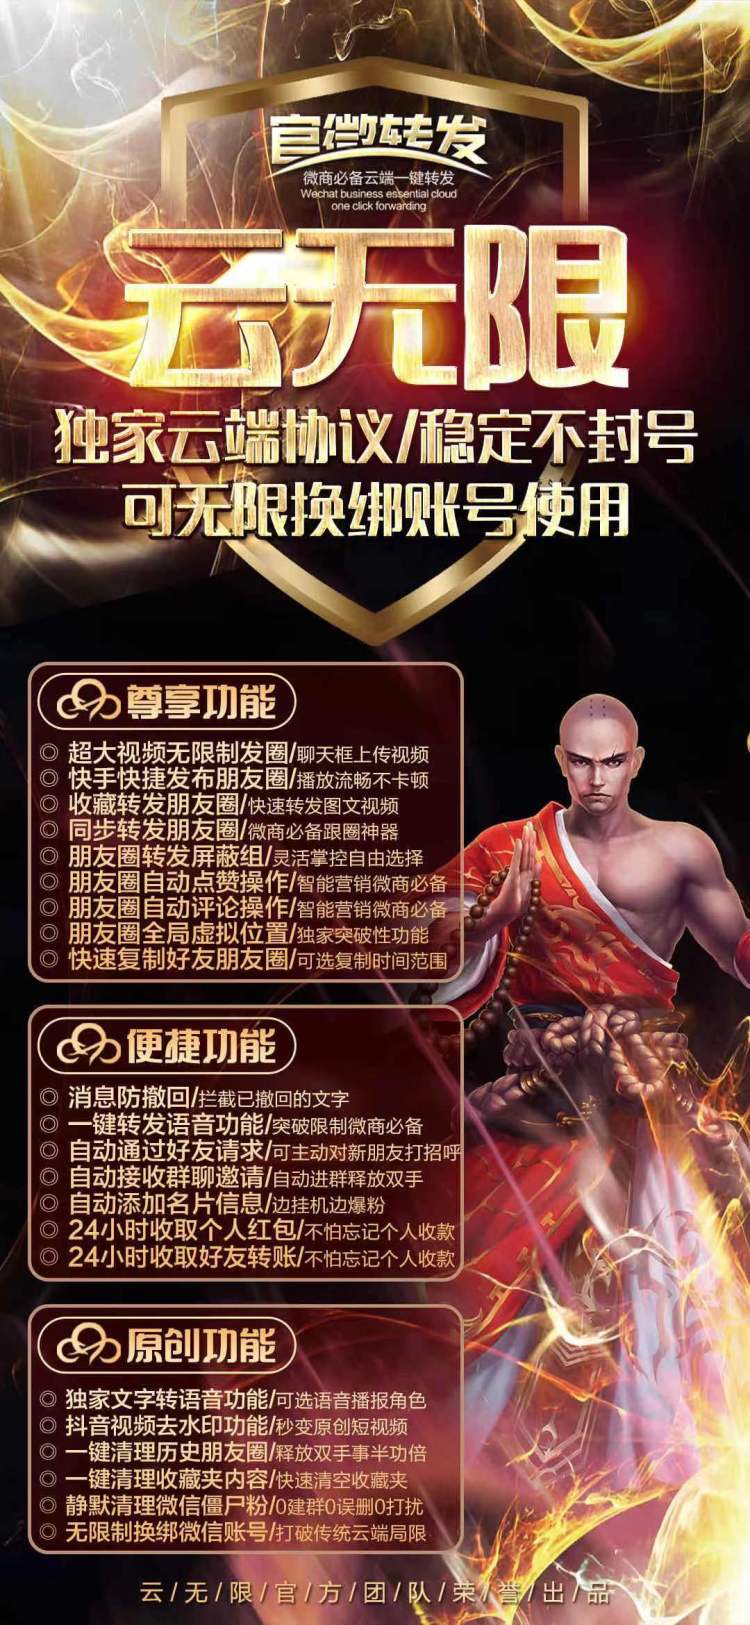 官微转发
微商必备云端一键转发
Wechat business essential cloud
one click forwarding
云无限
独家云端协议/稳定不封号
可无限换绑账号使用
尊享功能
◎ 超大视频无限制发圈/聊天框上传视频
◎ 快手快捷发布朋友圈/播放流畅不卡顿
◎ 收藏转发朋友圈/快速转发图文视频
◎ 同步转发朋友圈/微商必备跟圈神器
◎ 朋友圈转发屏蔽组/灵活掌控自由选择
◎ 朋友圈自动点赞操作/智能营销微商必备
◎ 朋友圈自动评论操作/智能营销微商必备
◎ 朋友圈全局虚拟位置/独家突破性功能
◎ 快速复制好友朋友圈/可选复制时间范围
便捷功能
◎ 消息防撤回/拦截已撤回的文字
◎ 一键转发语音功能/突破限制微商必备
◎ 自动通过好友请求/可主动对新朋友打招呼
◎ 自动接收群聊邀请/自动进群释放双手
◎ 自动添加名片信息/边挂机边爆粉
◎ 24小时收取个人红包/不怕忘记个人收款
◎ 24小时收取好友转账/不怕忘记个人收款
原创功能
◎ 独家文字转语音功能/可选语音播报角色
◎ 抖音视频去水印功能/秒变原创短视频
◎ 一键清理历史朋友圈/释放双手事半功倍
◎ 一键清理收藏夹内容/快速清空收藏夹
◎ 静默清理微信僵尸粉/0建群0误删0打扰
◎ 无限制换绑微信账号/打破传统云端局限
云/无/限/官/方/团/队/荣/誉/出/品